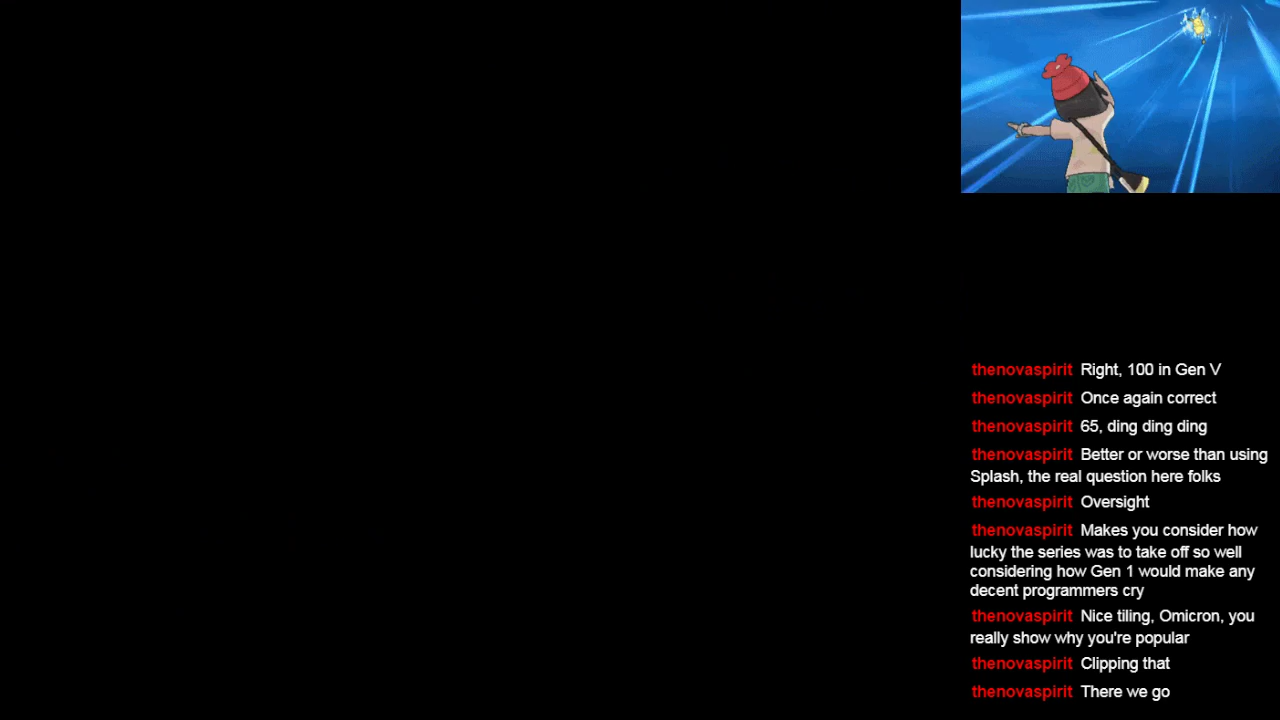 thenovaspirit Right, 100 in Gen V
thenovaspirit Once again correct
thenovaspirit 65, ding ding ding
thenovaspirit Better or worse than using
Splash, the real question here folks
thenovaspirit Oversight
thenovaspirit Makes you consider how
lucky the series was to take off so well
considering how Gen 1 would make any
decent programmers cry
thenovaspirit Nice tiling, Omicron, you
really show why you're popular
thenovaspirit Clipping that
thenovaspirit There we go